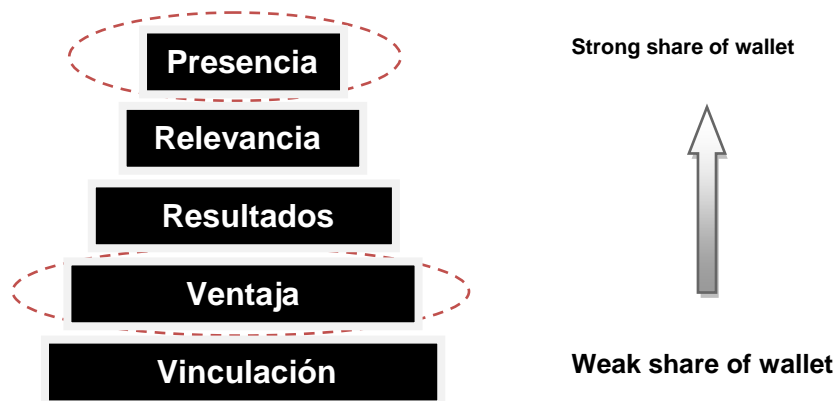 Presencia
Strong share of wallet
Relevancia
Resultados
Ventaja
Vinculación
Weak share of wallet